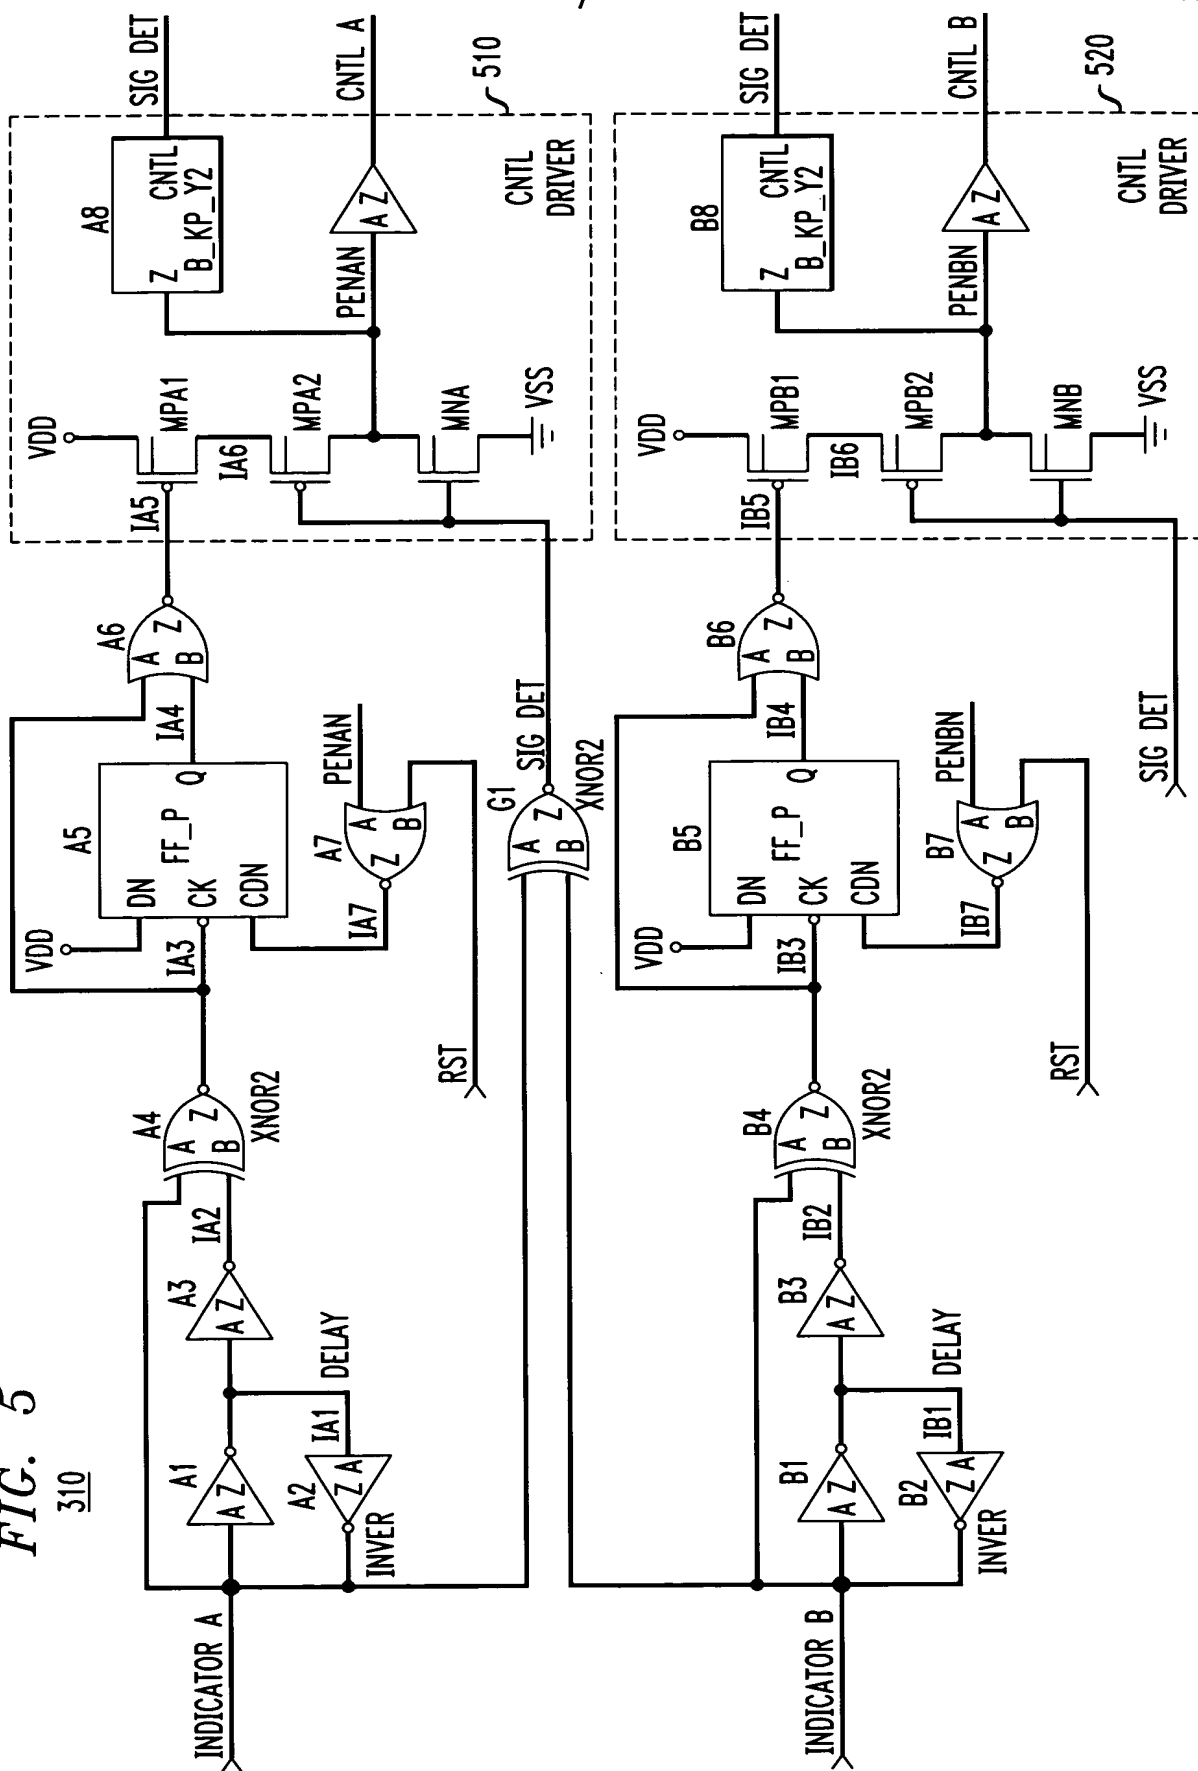 FIG. 5
310
INDICATOR A
A1
A Z
A2
Z A
INVER
IA1
DELAY
A3
A Z
IA2
A4
A
B
Z
XNOR2
IA3
VDD
A5
DN
CK
CDN
FF_P
Q
IA4
IA7
A7
A
B
Z
PENAN
RST
A6
A
B
Z
IA5
G1
A
B
Z
XNOR2
SIG DET
VDD
MPA1
IA6
MPA2
MNA
VSS
PENAN
A8
Z
CNTL
B_KP_Y2
A Z
CNTL
DRIVER
510
SIG DET
CNTL A
INDICATOR B
B1
A Z
B2
Z A
INVER
IB1
DELAY
B3
A Z
IB2
B4
A
B
Z
XNOR2
IB3
VDD
B5
DN
CK
CDN
FF_P
Q
IB4
IB7
B7
A
B
Z
PENBN
RST
B6
A
B
Z
IB5
SIG DET
VDD
MPB1
IB6
MPB2
MNB
VSS
PENBN
B8
Z
CNTL
B_KP_Y2
A Z
CNTL
DRIVER
520
SIG DET
CNTL B